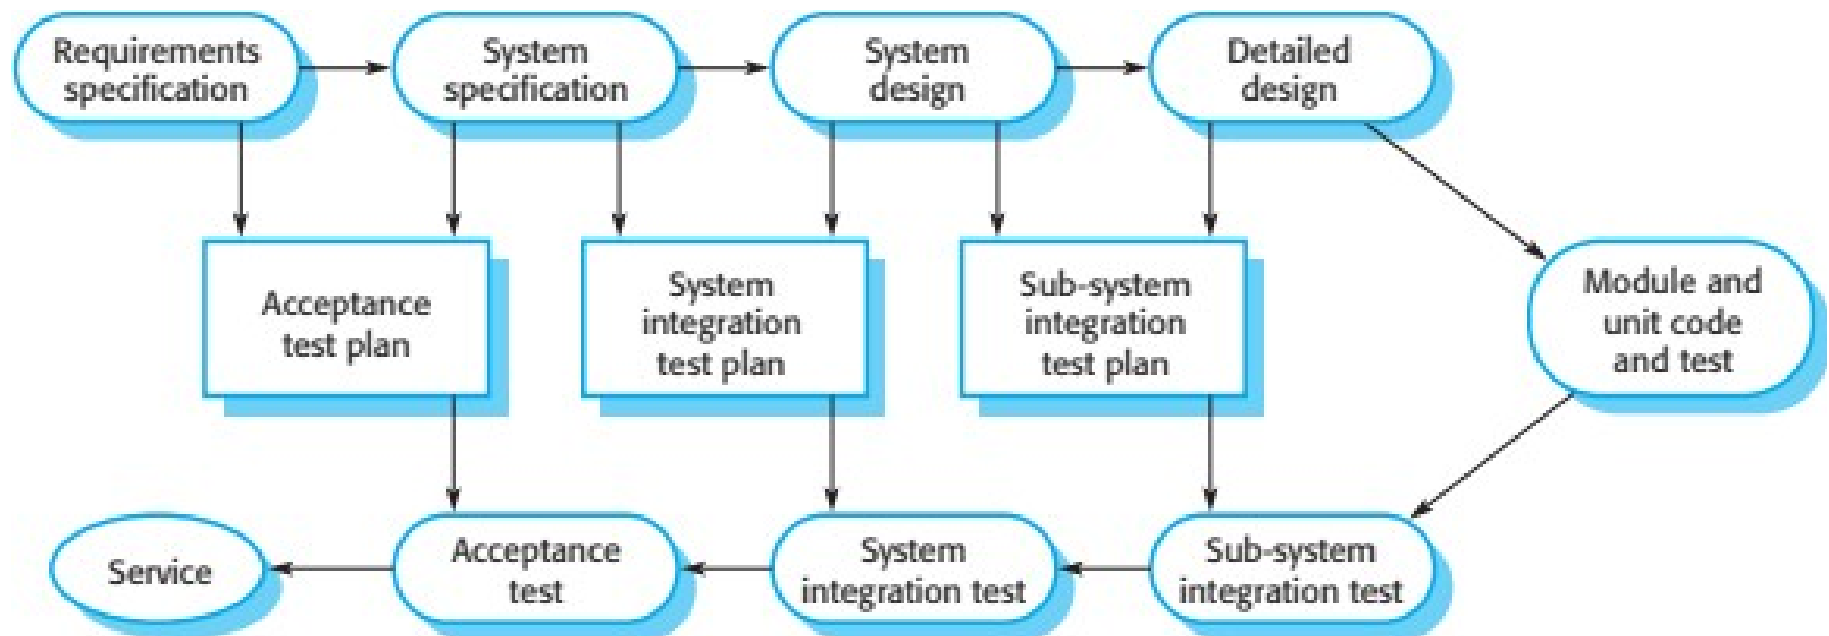 Requirements
specification
System
specification
System
design
Detailed
design
Acceptance
test plan
System
integration
test plan
Sub-system
integration
test plan
Module and
unit code
and test
Service
Acceptance
test
System
integration test
Sub-system
integration test